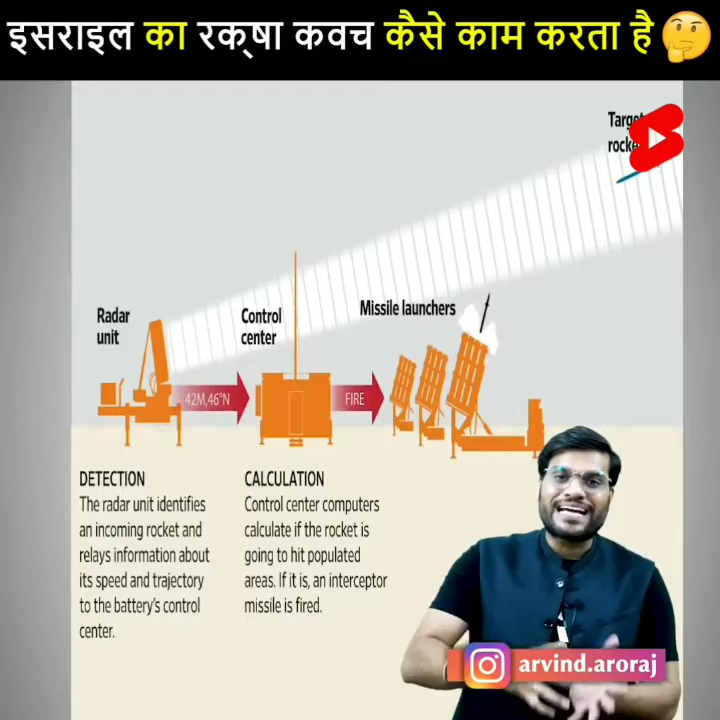 इसराइल का रक्षा कवच कैसे काम करता है
Target
rocket
Radar
unit
Control
center
Missile launchers
42M,46°N
FIRE
DETECTION
The radar unit identifies
an incoming rocket and
relays information about
its speed and trajectory
to the battery's control
center.
CALCULATION
Control center computers
calculate if the rocket is
going to hit populated
areas. If it is, an interceptor
missile is fired.
arvind.aroraj